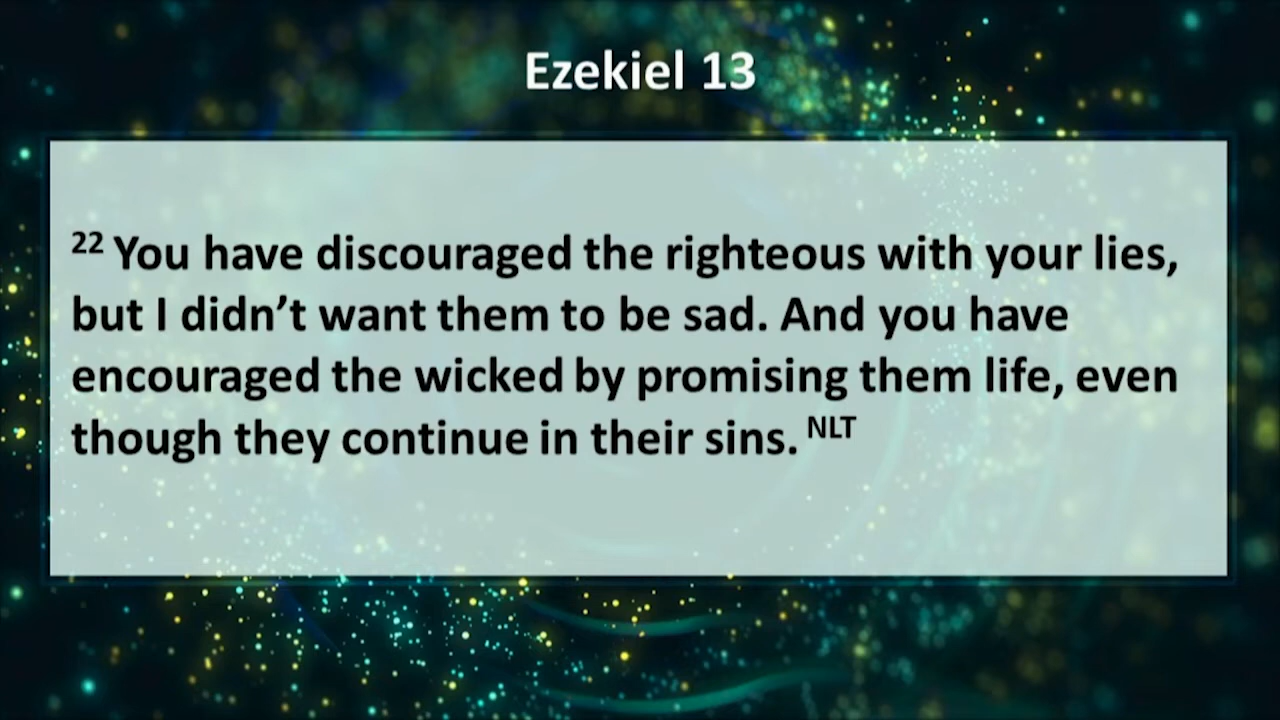 Ezekiel 13
22 You have discouraged the righteous with your lies,
but I didn’t want them to be sad. And you have
encouraged the wicked by promising them life, even
though they continue in their sins. NLT